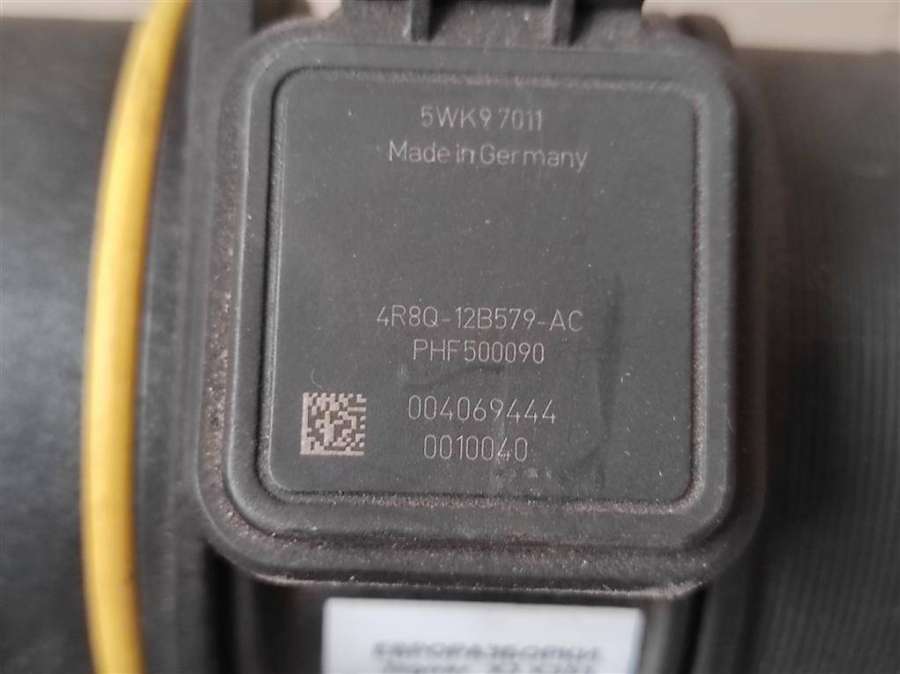 5WK9 7011
Made in Germany
4R8Q-12B579-AC
PHF500090
004069444
0010040